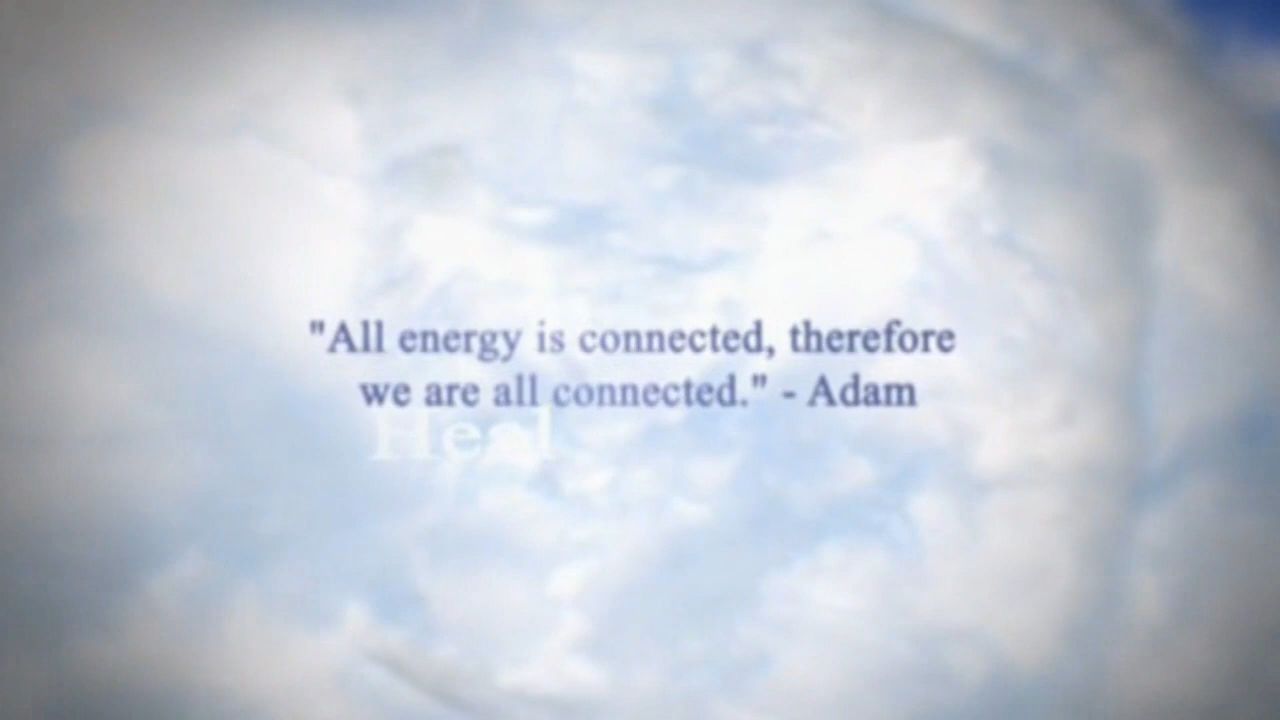 "All energy is connected, therefore
we are all connected." - Adam
Heal